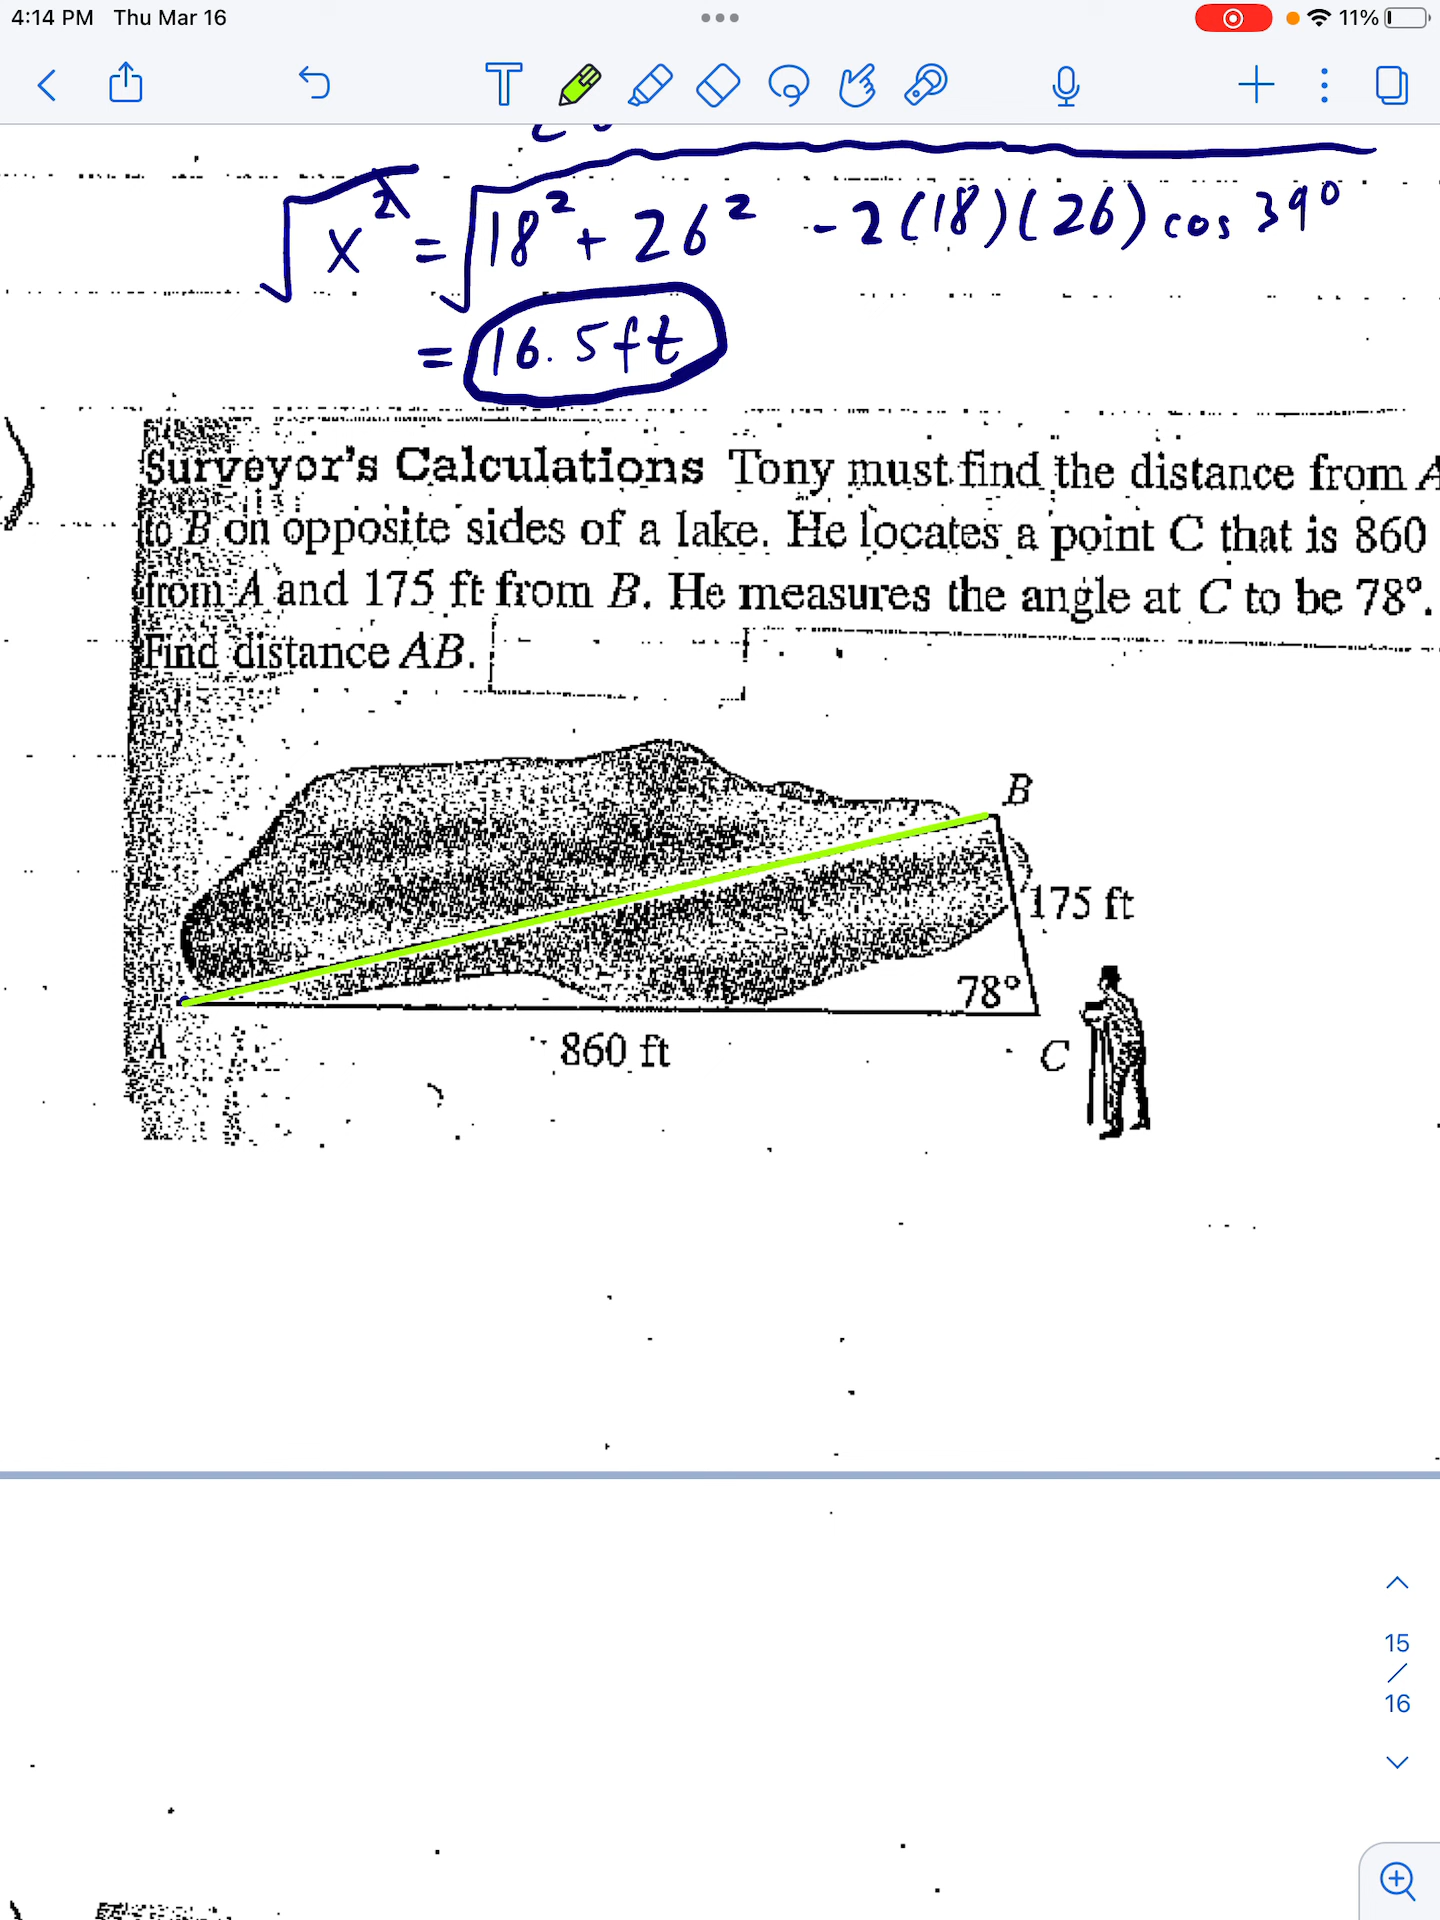 4:14 PM Thu Mar 16
11%
√x² = √18² + 26² - 2(18)(26) cos 39°
= 16.5ft
Surveyor's Calculations Tony must find the distance from A
to B on opposite sides of a lake. He locates a point C that is 860
from A and 175 ft from B. He measures the angle at C to be 78°.
Find distance AB.
B
175 ft
78°
A
860 ft
C
15
/
16